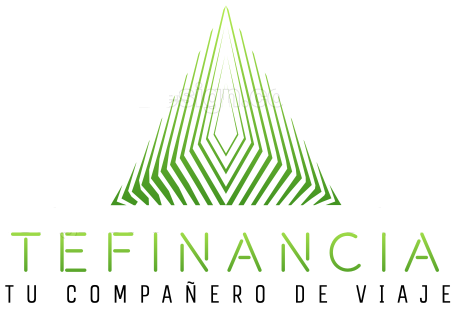 TEFINANCIA
TU COMPAÑERO DE VIAJE